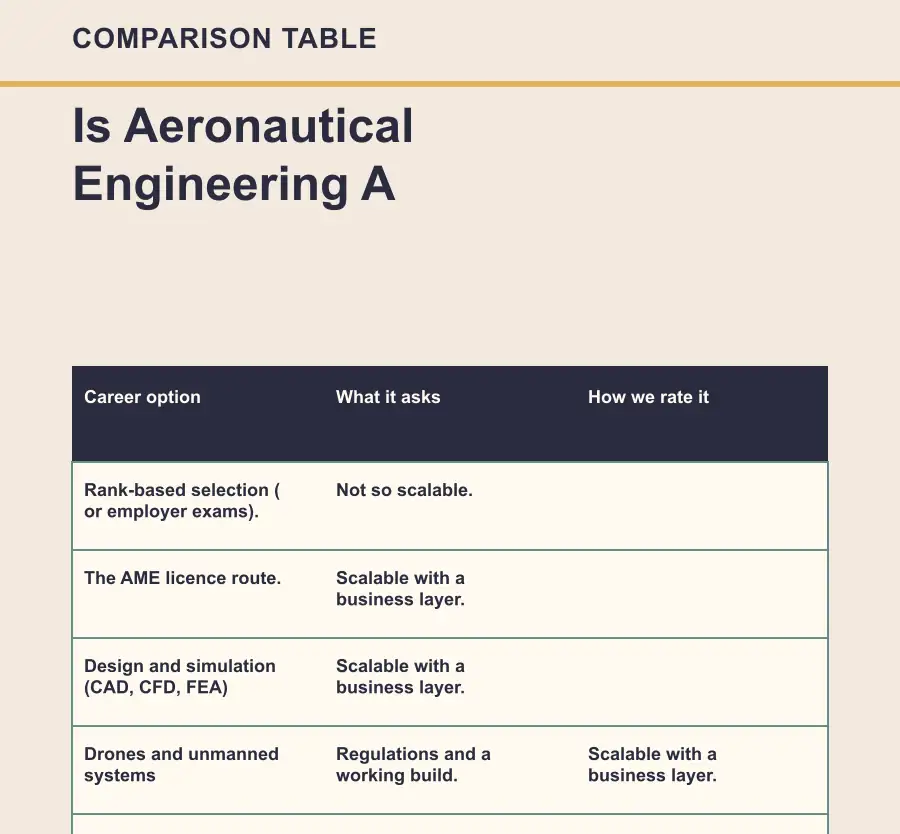 COMPARISON TABLE
Is Aeronautical
Engineering A
Career option
What it asks
How we rate it
Rank-based selection (
or employer exams).
Not so scalable.
The AME licence route.
Scalable with a
business layer.
Design and simulation
(CAD, CFD, FEA)
Scalable with a
business layer.
Drones and unmanned
systems
Regulations and a
working build.
Scalable with a
business layer.